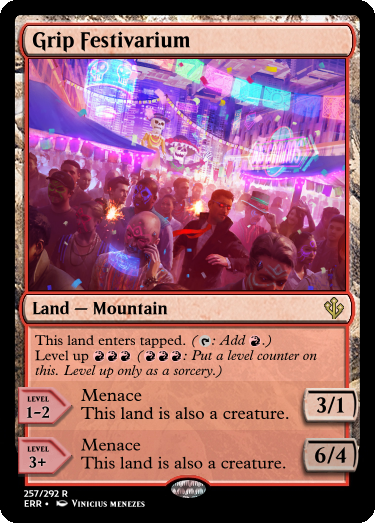 Grip Festivarium
Land — Mountain
This land enters tapped. (T: Add R.)
Level up RRR (RRR: Put a level counter on
this. Level up only as a sorcery.)
LEVEL
1-2
Menace
This land is also a creature.
3/1
LEVEL
3+
Menace
This land is also a creature.
6/4
257/292 R
ERR • Vinicius Menezes